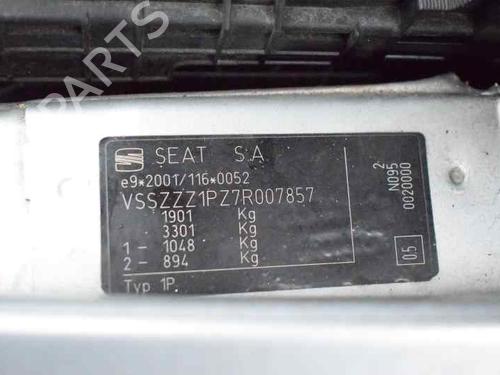 SEAT S.A
e9*2001/116*0052
VSSZZZ1PZ7R007857
1901 Kg
3301 Kg
1 - 1048 Kg
2 - 894 Kg
Typ 1P
2
N095
0020000
0.5
B-PARTS